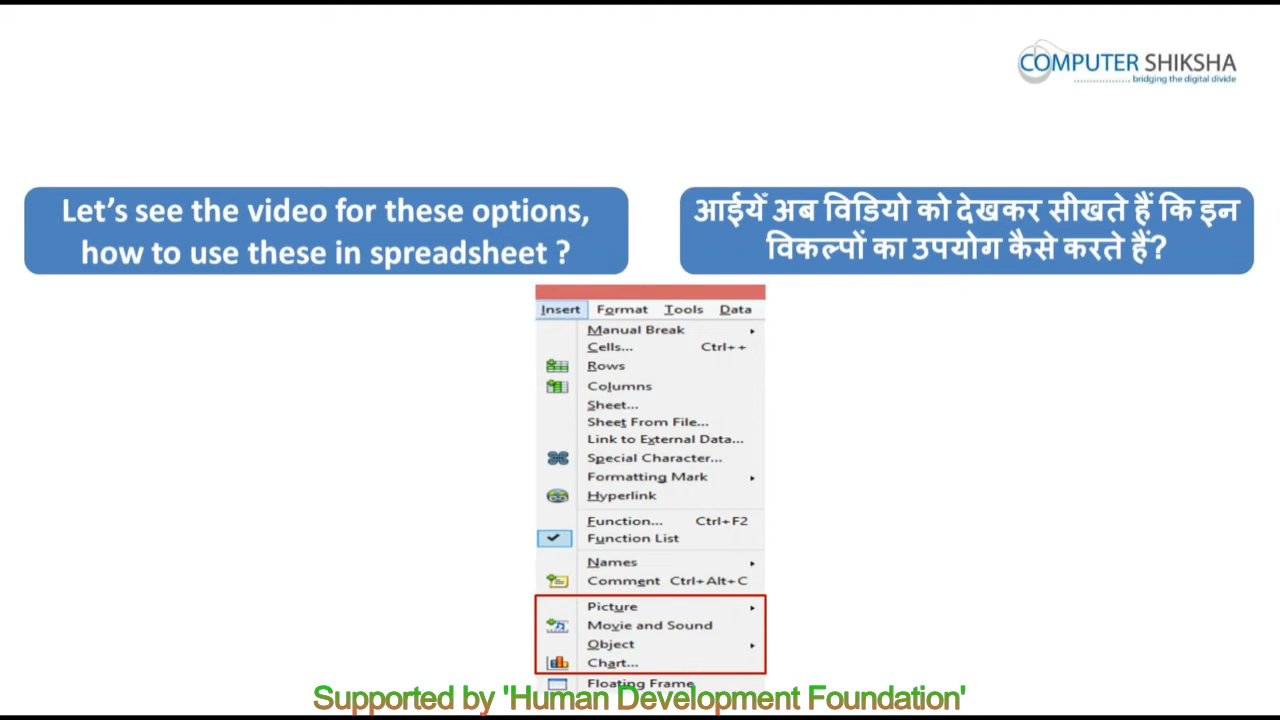 COMPUTER SHIKSHA
bridging the digital divide
Let's see the video for these options,
how to use these in spreadsheet ?
आईयेँ अब विडियो को देखकर सीखते हैं कि इन
विकल्पों का उपयोग कैसे करते हैं?
Insert Format Tools Data
Manual Break
Cells... Ctrl++
Rows
Columns
Sheet...
Sheet From File...
Link to External Data...
Special Character...
Formatting Mark
Hyperlink
Function... Ctrl+F2
Function List
Names
Comment Ctrl+Alt+C
Picture
Movie and Sound
Object
Chart...
Floating Frame
Supported by 'Human Development Foundation'